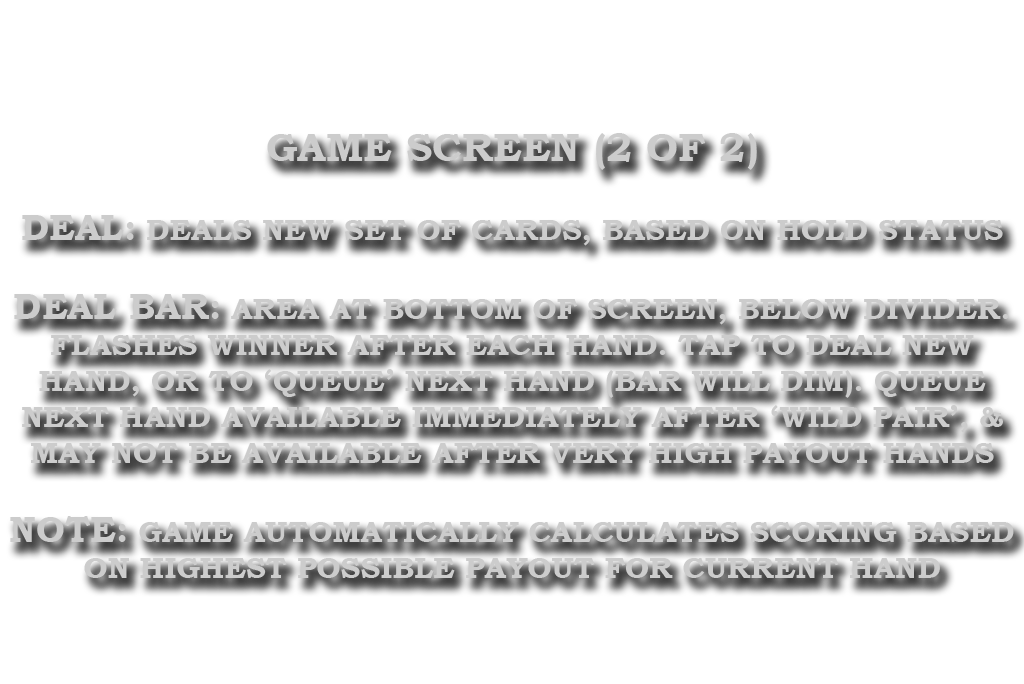 GAME SCREEN (2 OF 2)
DEAL: DEALS NEW SET OF CARDS, BASED ON HOLD STATUS
DEAL BAR: AREA AT BOTTOM OF SCREEN, BELOW DIVIDER.
FLASHES WINNER AFTER EACH HAND. TAP TO DEAL NEW
HAND, OR TO ‘QUEUE’ NEXT HAND (BAR WILL DIM). QUEUE
NEXT HAND AVAILABLE IMMEDIATELY AFTER ‘WILD PAIR’, &
MAY NOT BE AVAILABLE AFTER VERY HIGH PAYOUT HANDS
NOTE: GAME AUTOMATICALLY CALCULATES SCORING BASED
ON HIGHEST POSSIBLE PAYOUT FOR CURRENT HAND